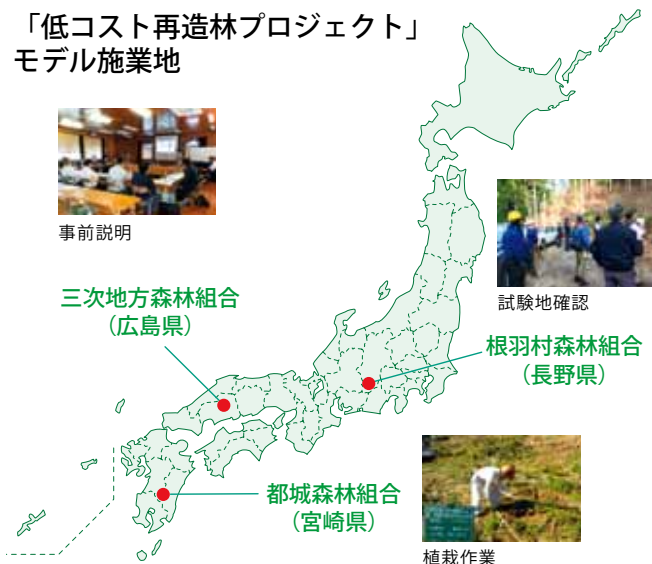 「低コスト再造林プロジェクト」
モデル施業地
事前説明
試験地確認
三次地方森林組合
（広島県）
根羽村森林組合
（長野県）
都城森林組合
（宮崎県）
植栽作業